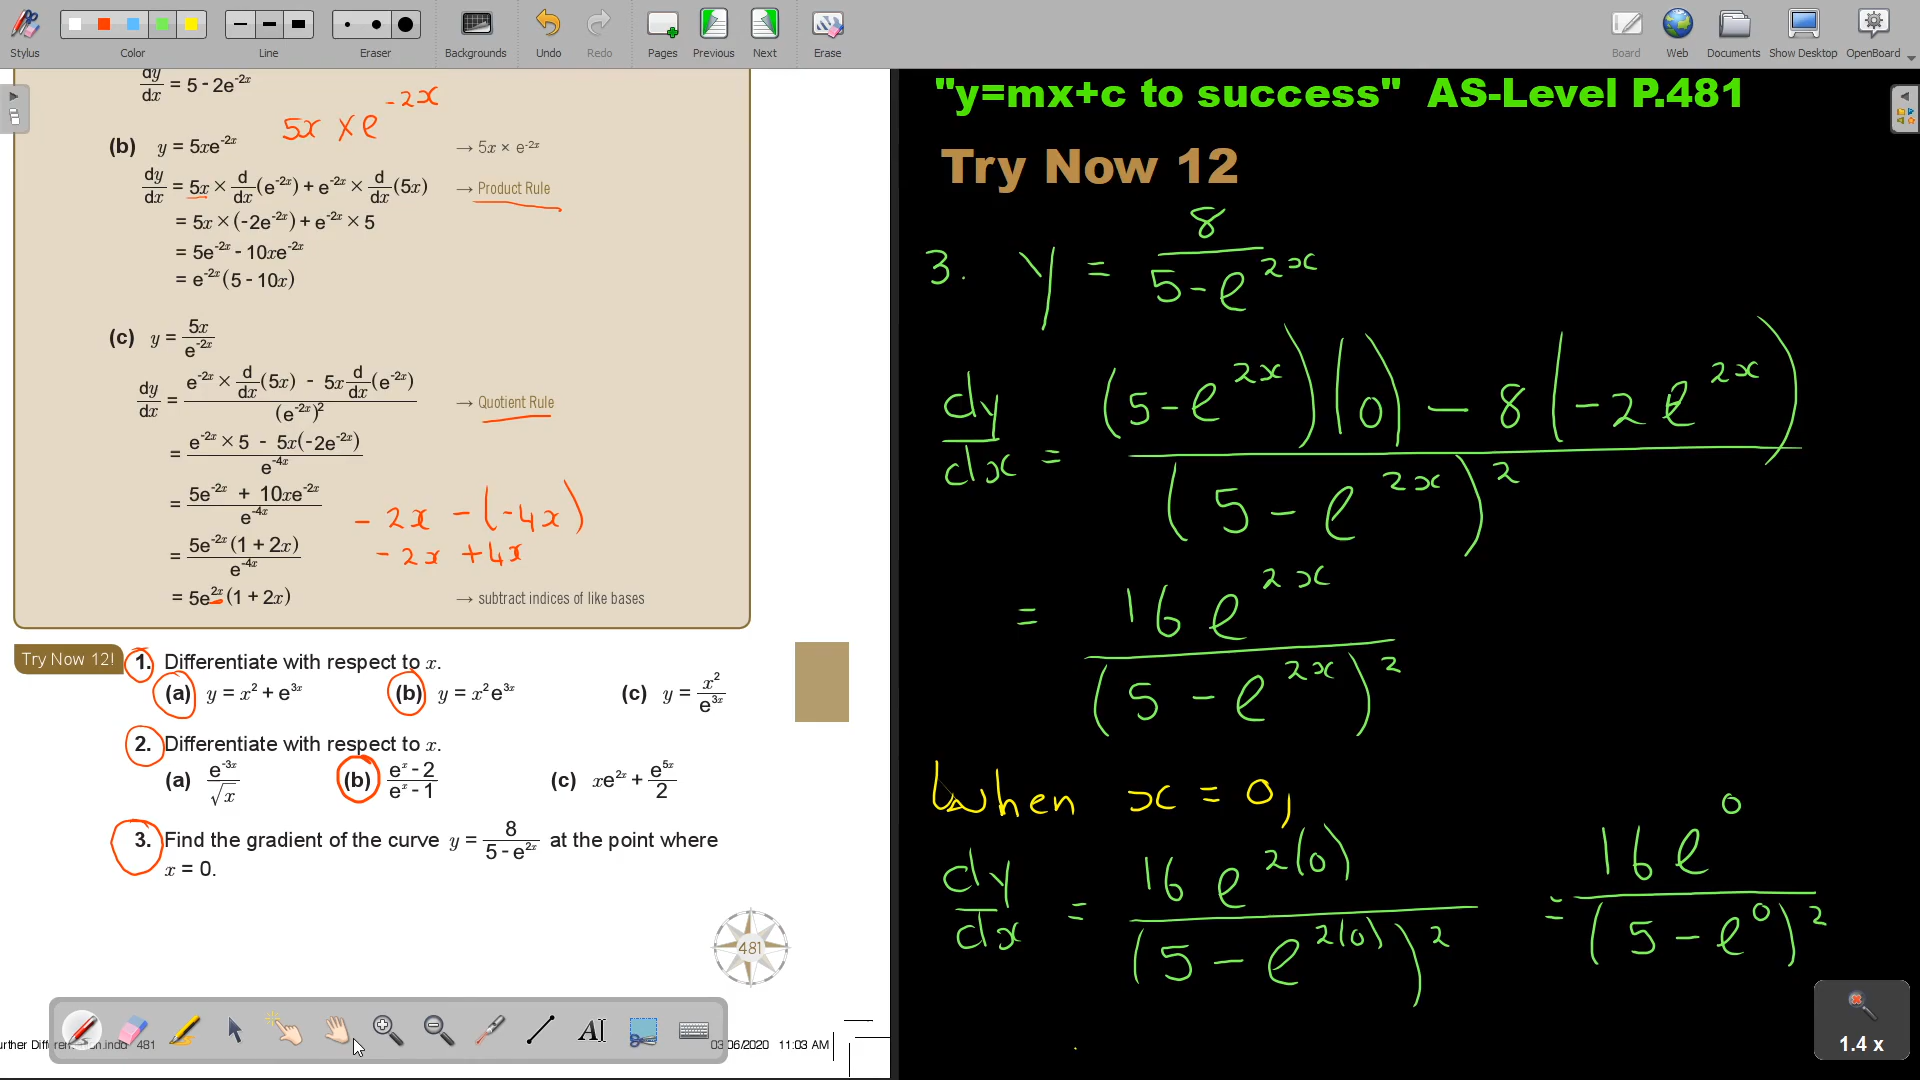 Stylus Color Line Eraser Backgrounds Undo Redo Pages Previous Next Erase Board Web Documents Show Desktop OpenBoard
dy/dx = 5 - 2e^-2x
- 2x
5x × e
(b) y = 5xe^-2x → 5x × e^-2x
dy/dx = 5x × d/dx (e^-2x) + e^-2x × d/dx (5x) → Product Rule
= 5x × (-2e^-2x) + e^-2x × 5
= 5e^-2x - 10xe^-2x
= e^-2x (5 - 10x)
(c) y = 5x/e^-2x
dy/dx = (e^-2x × d/dx (5x) - 5x d/dx (e^-2x))/(e^-2x)^2 → Quotient Rule
= (e^-2x × 5 - 5x(-2e^-2x))/e^-4x
= (5e^-2x + 10xe^-2x)/e^-4x
- 2x - (-4x)
= 5e^-2x (1 + 2x)/e^-4x
- 2x + 4x
= 5e^2x (1 + 2x) → subtract indices of like bases
Try Now 12! 1. Differentiate with respect to x.
(a) y = x^2 + e^3x (b) y = x^2 e^3x (c) y = x^2/e^3x
2. Differentiate with respect to x.
(a) e^-3x/√x (b) (e^x - 2)/(e^x - 1) (c) xe^2x + e^5x/2
3. Find the gradient of the curve y = 8/(5 - e^2x) at the point where
x = 0.
481
481 03/06/2020 11:03 AM
"y=mx+c to success" AS-Level P.481
Try Now 12
3. y = 8/(5 - e^2x)
dy/dx = ((5 - e^2x)(0) - 8(-2e^2x))/(5 - e^2x)^2
= 16e^2x/(5 - e^2x)^2
When x = 0,
dy/dx = 16e^2(0)/(5 - e^2(0))^2 = 16e^0/(5 - e^0)^2
1.4 x